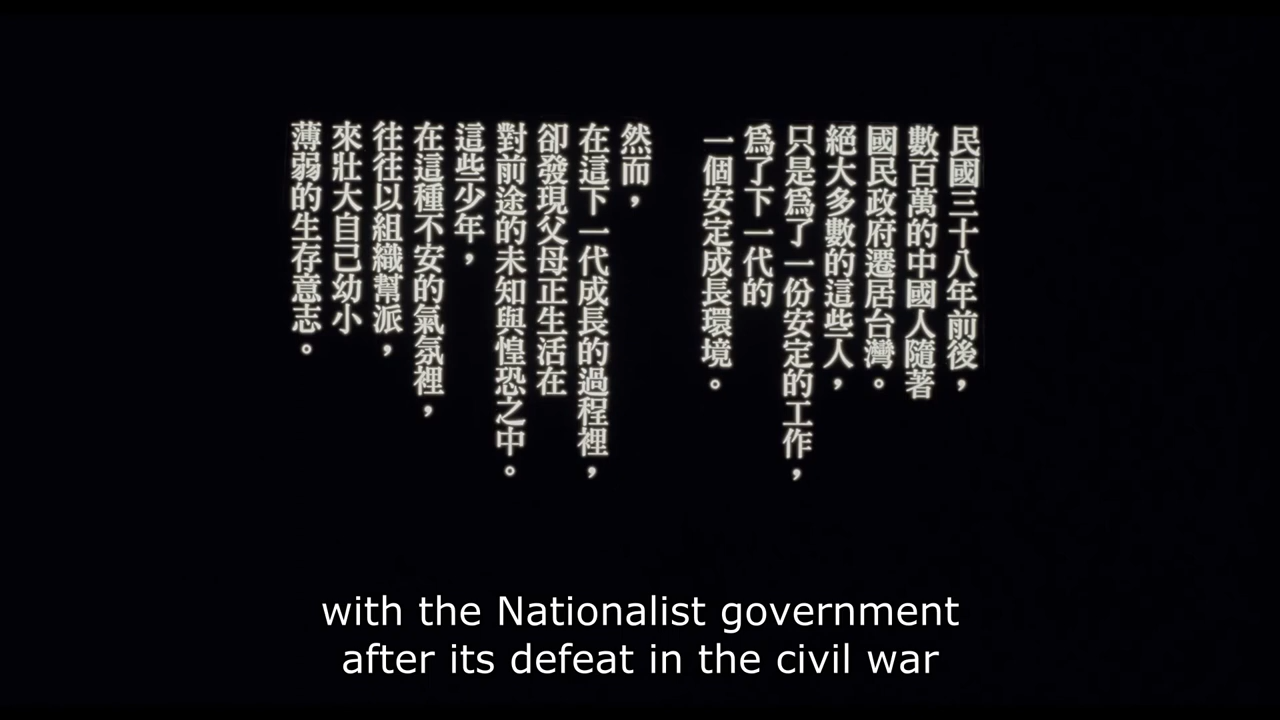 民國三十八年前後，
數百萬的中國人隨著
國民政府遷居台灣。
絕大多數的這些人，
只是爲了一份安定的工作，
爲了下一代的
一個安定成長環境。
然而，
在這下一代成長的過程裡，
卻發現父母正生活在
對前途的未知與惶恐之中。
這些少年，
在這種不安的氣氛裡，
往往以組織幫派，
來壯大自己幼小
薄弱的生存意志。
with the Nationalist government
after its defeat in the civil war